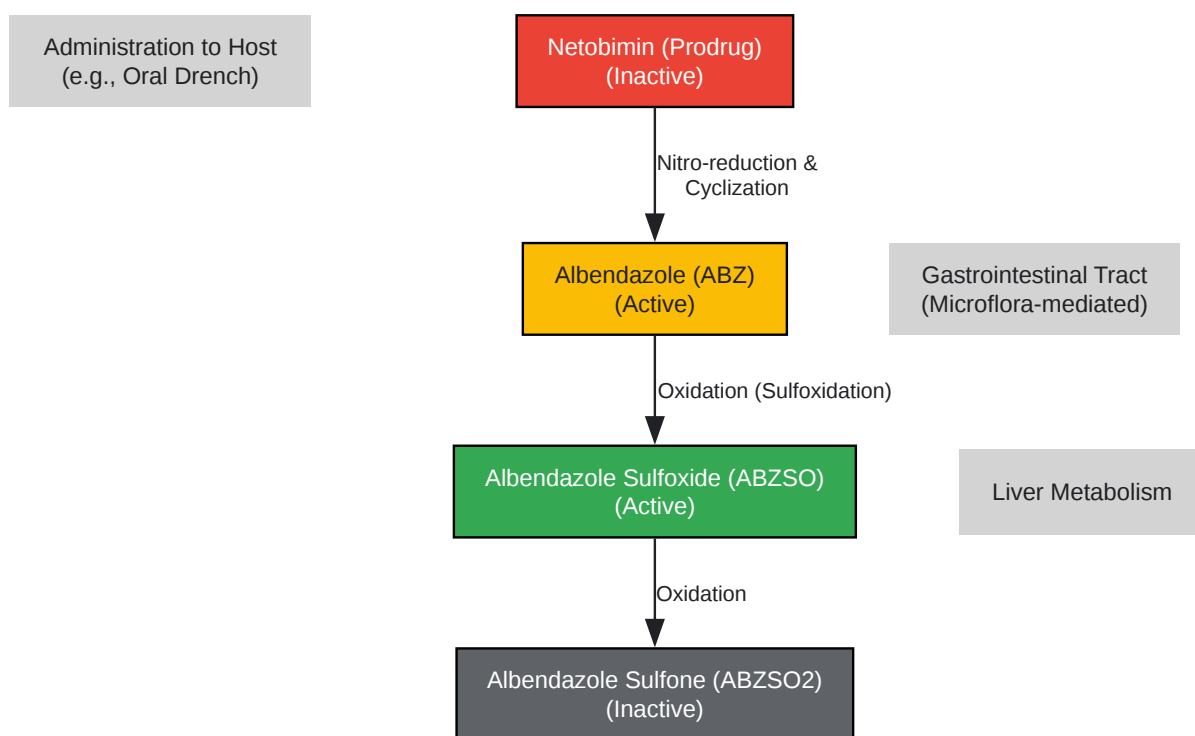 Administration to Host
(e.g., Oral Drench)
Netobimin (Prodrug)
(Inactive)
Nitro-reduction &
Cyclization
Albendazole (ABZ)
(Active)
Gastrointestinal Tract
(Microflora-mediated)
Oxidation (Sulfoxidation)
Albendazole Sulfoxide (ABZSO)
(Active)
Liver Metabolism
Oxidation
Albendazole Sulfone (ABZSO2)
(Inactive)